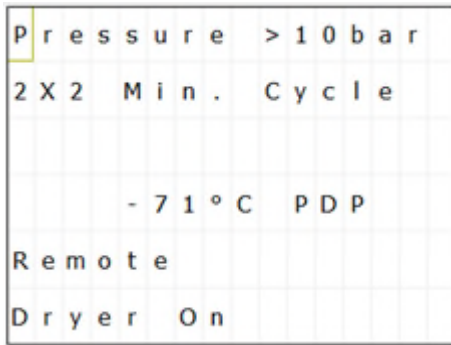 Pressure >10bar
2X2 Min. Cycle
-71°C PDP
Remote
Dryer On